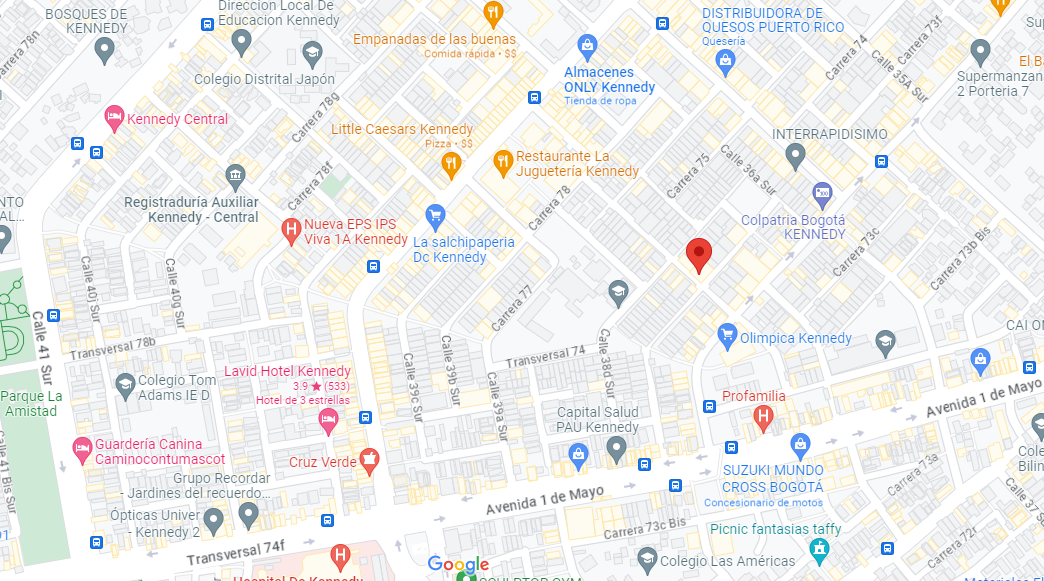 BOSQUES DE
KENNEDY
Direccion Local De
Educacion Kennedy
Empanadas de las buenas
Comida rápida • $$
DISTRIBUIDORA DE
QUESOS PUERTO RICO
Quesería
Carrera 74
Carrera 73f
Carrera 78n
Colegio Distrital Japón
Almacenes
ONLY Kennedy
Tienda de ropa
Calle 35A Sur
El B
Supermanzana
2 Porteria 7
Kennedy Central
Carrera 78g
Little Caesars Kennedy
Pizza • $$
Restaurante La
Juguetería Kennedy
INTERRAPIDISIMO
Calle 36a Sur
Carrera 75
Carrera 78f
Registraduría Auxiliar
Kennedy - Central
NTO
AL...
Nueva EPS IPS
Viva 1A Kennedy
La salchipaperia
Dc Kennedy
Carrera 78
Colpatria Bogotá
KENNEDY
Carrera 73c
Carrera 73b Bis
Calle 40j Sur
Calle 40g Sur
Carrera 77
Calle 41 Sur
Transversal 78b
Olimpica Kennedy
CAI O
Transversal 74
Calle 39c Sur
Calle 39b Sur
Calle 39a Sur
Calle 38d Sur
Lavid Hotel Kennedy
3.9 ★ (533)
Hotel de 3 estrellas
Colegio Tom
Adams IE D
Parque La
Amistad
Profamilia
Avenida 1 de Mayo
Capital Salud
PAU Kennedy
Guardería Canina
Caminocontumascot
Cruz Verde
Grupo Recordar
- Jardines del recuerdo...
SUZUKI MUNDO
CROSS BOGOTÁ
Concesionario de motos
Carrera 73a
Cole
Bilin
Calle 41 Bis Sur
Calle 37
Avenida 1 de Mayo
Ópticas Univer
- Kennedy 2
Carrera 73c Bis
Picnic fantasias taffy
Carrera 72f
Transversal 74f
Google
Colegio Las Américas
Hospital De Kennedy
SCULPTOR GYM